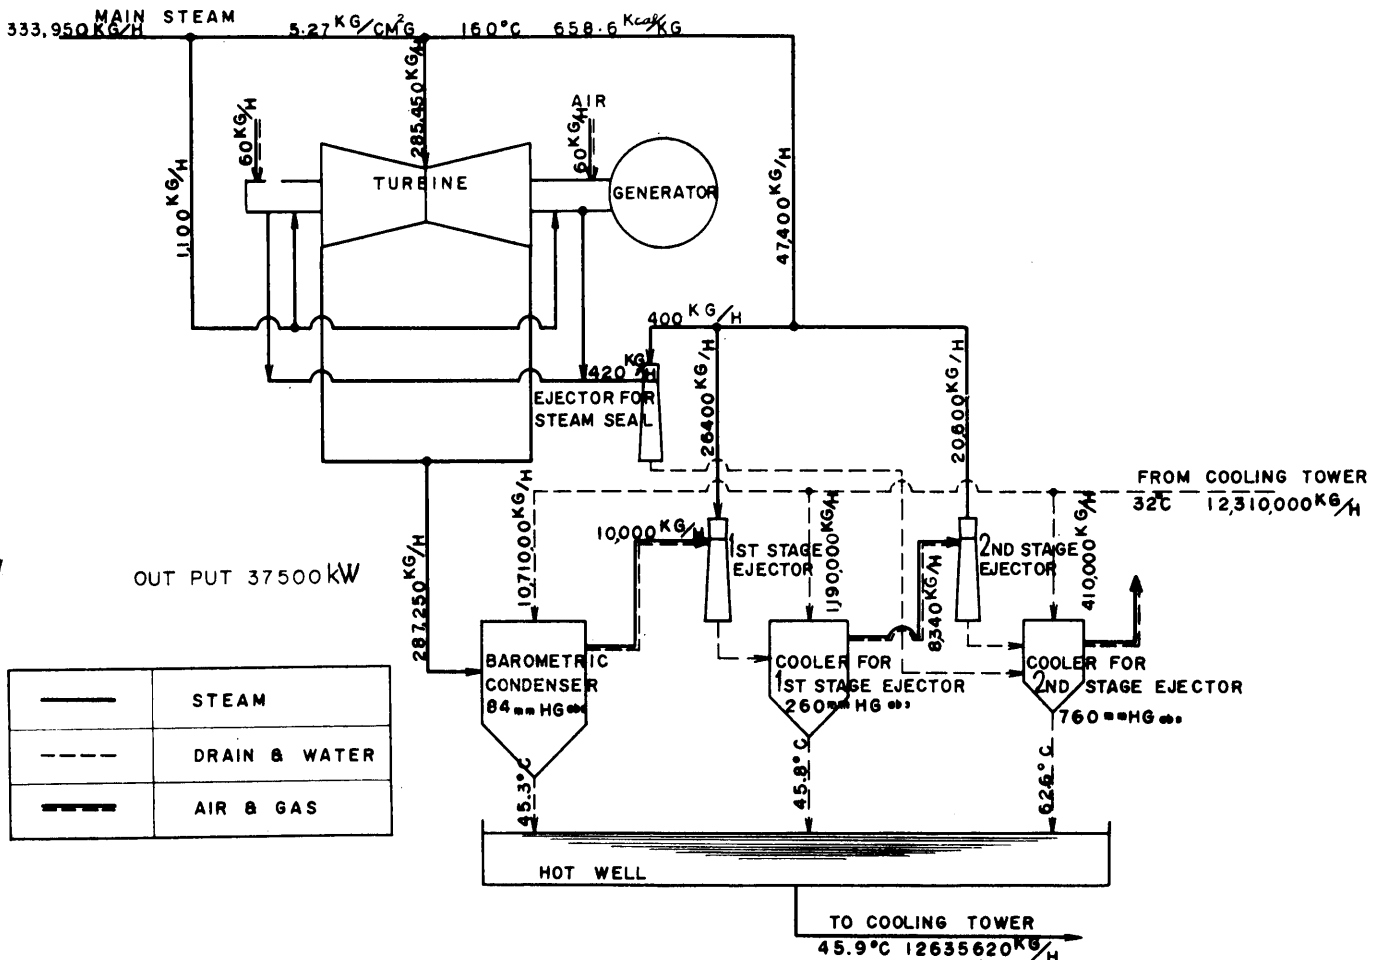 MAIN STEAM
333,950 KG/H 5.27 KG/CM²G 160°C 658.6 Kcal/KG
285.450 KG/H
60 KG/H
AIR
60 KG/H
1,100 KG/H
47,400 KG/H
TURBINE
GENERATOR
400 KG/H
420 KG/H
EJECTOR FOR
STEAM SEAL
26400 KG/H
20,600 KG/H
FROM COOLING TOWER
32°C 12,310,000 KG/H
10,710,000 KG/H
10,000 KG/H
1ST STAGE
EJECTOR
1,190,000 KG/H
2ND STAGE
EJECTOR
8,340 KG/H
410,000 KG/H
OUT PUT 37500 kW
287,250 KG/H
BAROMETRIC
CONDENSER
84 mm HG abs
COOLER FOR
1ST STAGE EJECTOR
260 mm HG abs
COOLER FOR
2ND STAGE EJECTOR
760 mm HG abs
STEAM
DRAIN & WATER
AIR & GAS
45.3°C
45.8°C
62.6°C
HOT WELL
TO COOLING TOWER
45.9°C 12635620 KG/H